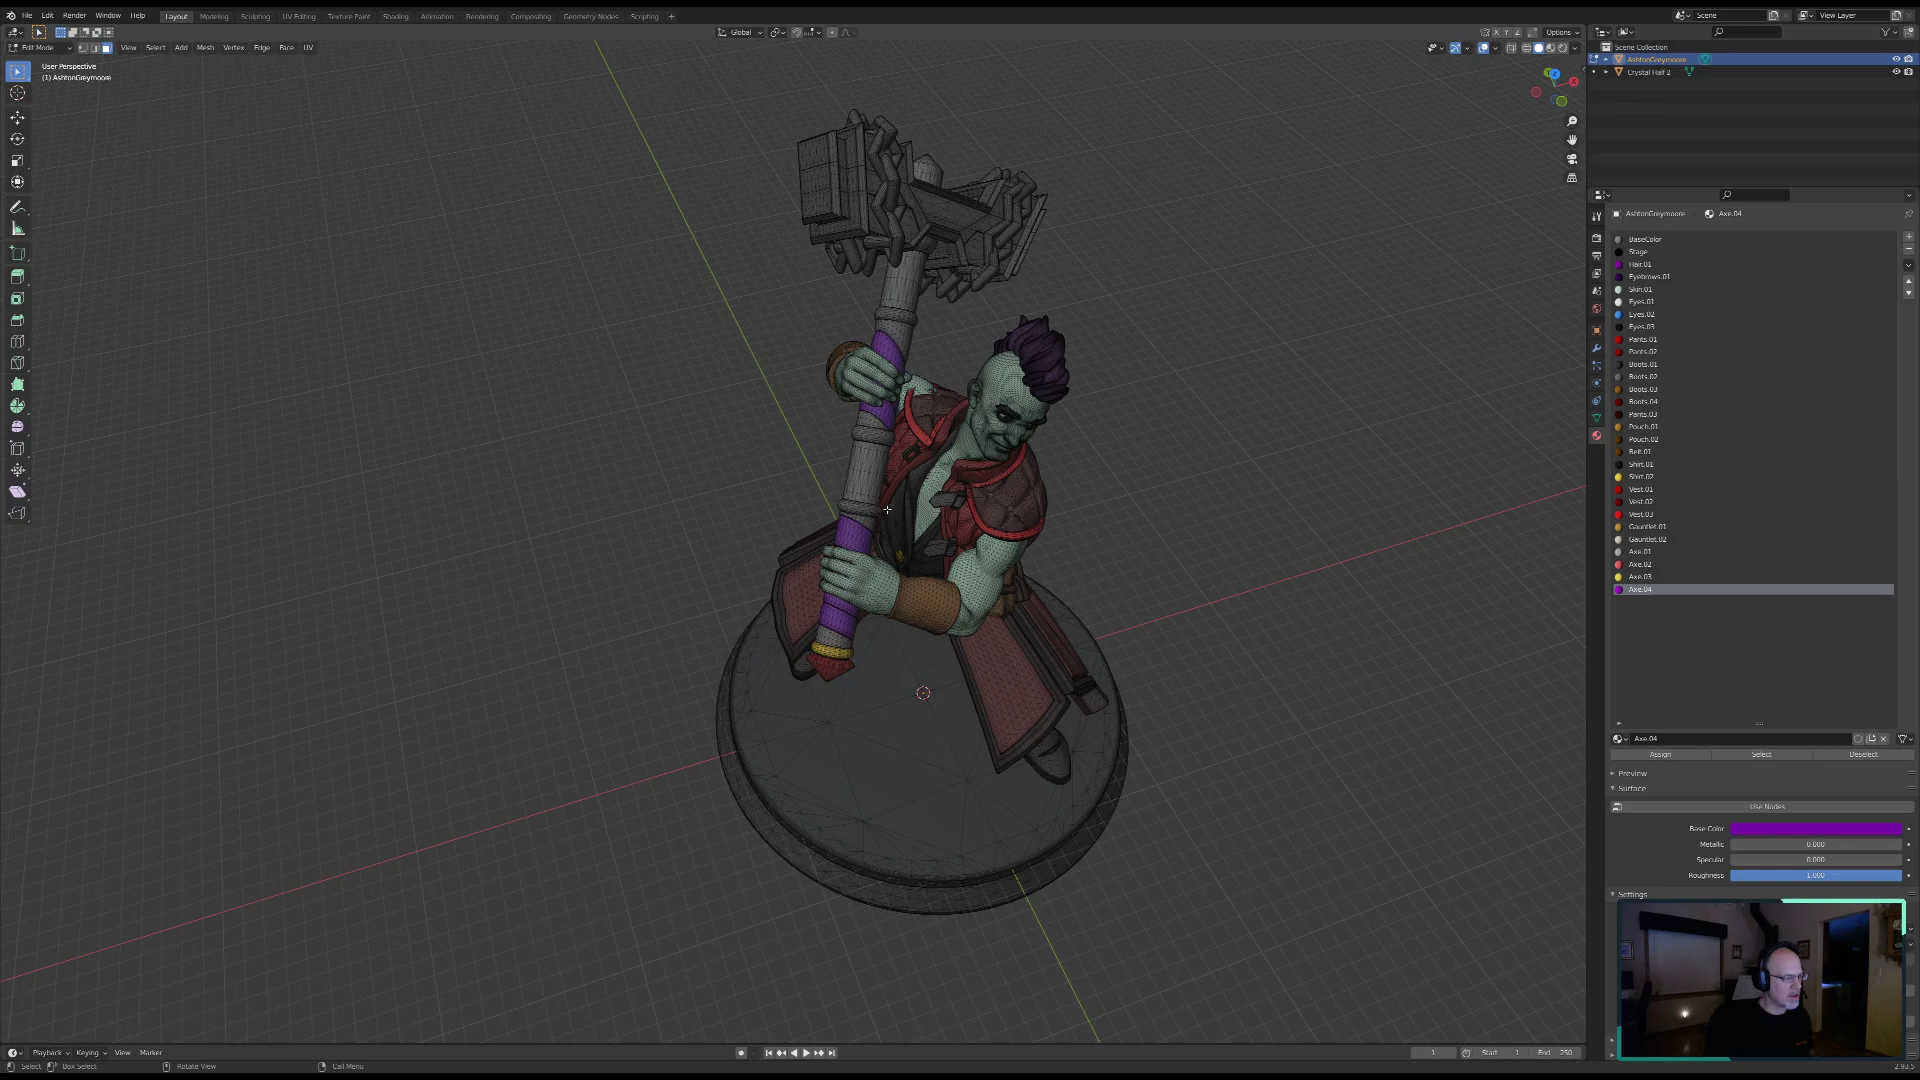 File Edit Render Window Help Layout Modeling Sculpting UV Editing Texture Paint Shading Animation Rendering Compositing Geometry Nodes Scripting + Scene View Layer
Global Options
Edit Mode View Select Add Mesh Vertex Edge Face UV
User Perspective
(1) AshtonGreymoore
X Y Z
Scene Collection
AshtonGreymoore
Crystal Half 2
AshtonGreymoore Axe.04
BaseColor
Stage
Hair.01
Eyebrows.01
Skin.01
Eyes.01
Eyes.02
Eyes.03
Pants.01
Pants.02
Boots.01
Boots.02
Boots.03
Boots.04
Pants.03
Pouch.01
Pouch.02
Belt.01
Shirt.01
Shirt.02
Vest.01
Vest.02
Vest.03
Gauntlet.01
Gauntlet.02
Axe.01
Axe.02
Axe.03
Axe.04
Axe.04
Assign Select Deselect
Preview
Surface
Use Nodes
Base Color
Metallic 0.000
Specular 0.000
Roughness 1.000
Settings
Playback Keying View Marker 1 Start 1 End 250
Select Box Select Rotate View Call Menu 2.93.5